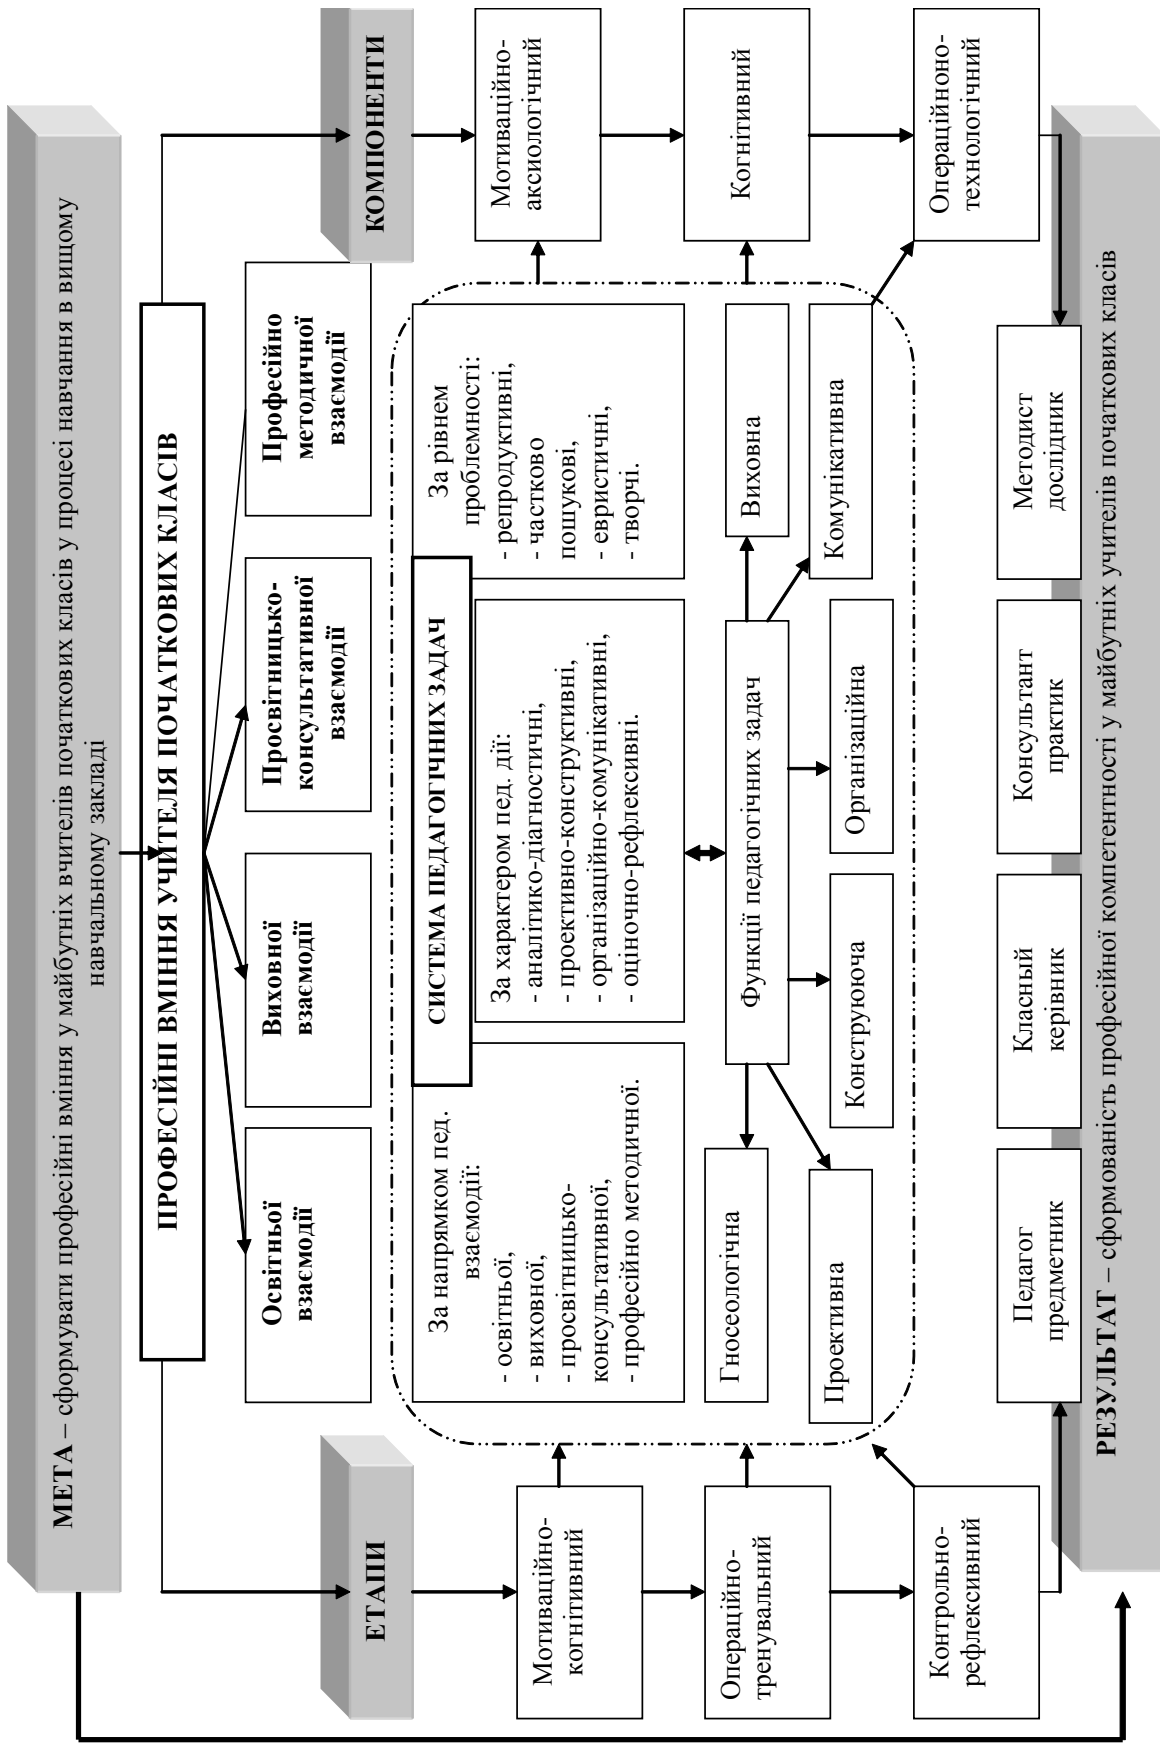 МЕТА – сформувати професійні вміння у майбутніх вчителів початкових класів у процесі навчання в вищому
навчальному закладі
ПРОФЕСІЙНІ ВМІННЯ УЧИТЕЛЯ ПОЧАТКОВИХ КЛАСІВ
Освітньої
взаємодії
Виховної
взаємодії
Просвітницько-
консультативної
взаємодії
Професійно
методичної
взаємодії
ЕТАПИ
Мотиваційно-
когнітивний
Операційно-
тренувальний
Контрольно-
рефлексивний
СИСТЕМА ПЕДАГОГІЧНИХ ЗАДАЧ
За напрямком пед.
взаємодії:
- освітньої,
- виховної,
- просвітницько-
консультативної,
- професійно методичної.
За характером пед. дії:
- аналітико-діагностичні,
- проективно-конструктивні,
- організаційно-комунікативні,
- оціночно-рефлексивні.
За рівнем
проблемності:
- репродуктивні,
- частково
пошукові,
- евристичні,
- творчі.
Функції педагогічних задач
Гносеологічна
Проективна
Конструююча
Організаційна
Комунікативна
Виховна
КОМПОНЕНТИ
Мотиваційно-
аксиологічний
Когнітивний
Операційноно-
технологічний
Педагог
предметник
Класный
керівник
Консультант
практик
Методист
дослідник
РЕЗУЛЬТАТ – сформованість професійної компетентності у майбутніх учителів початкових класів